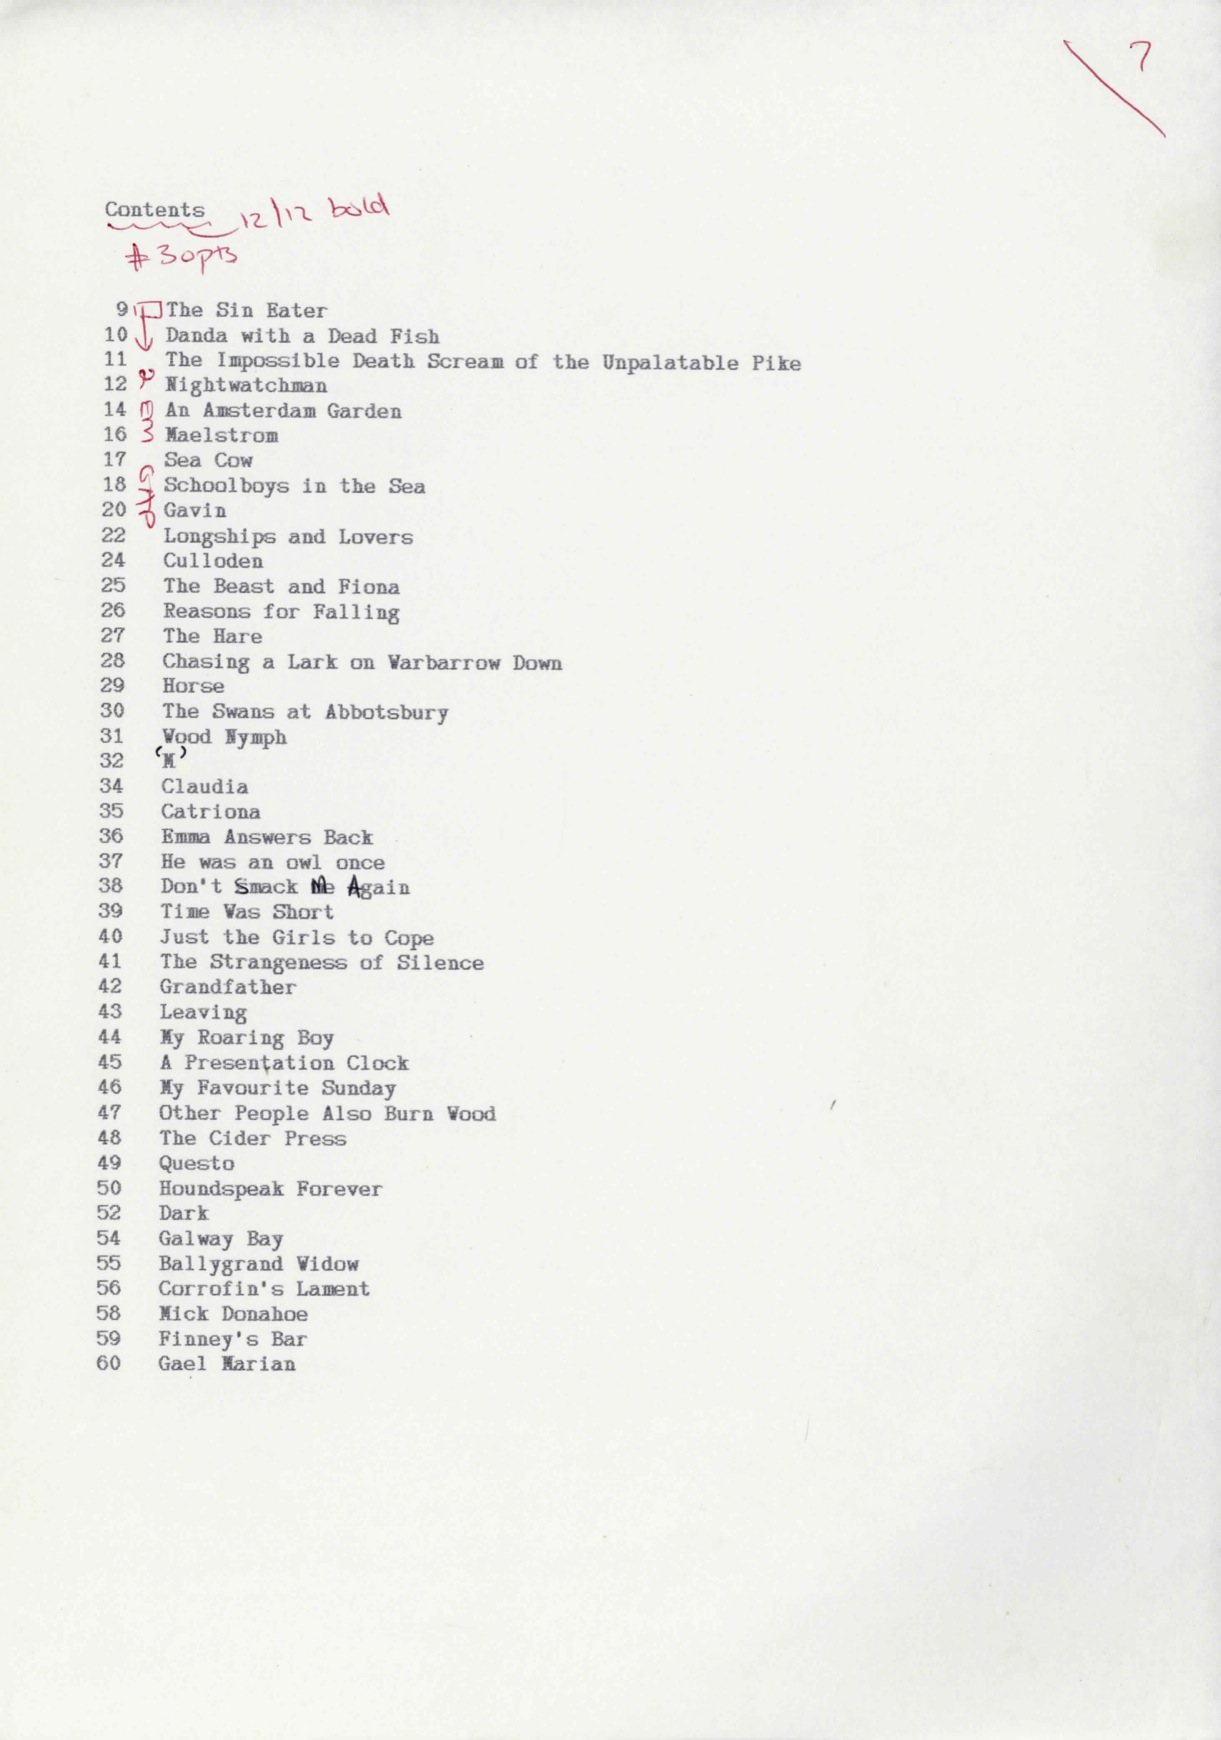 7
Contents 12/12 bold
# 30pts
9 The Sin Eater
10 Danda with a Dead Fish
11 The Impossible Death Scream of the Unpalatable Pike
12 Nightwatchman
14 An Amsterdam Garden
16 Maelstrom
17 Sea Cow
18 Schoolboys in the Sea
20 Gavin
22 Longships and Lovers
24 Culloden
25 The Beast and Fiona
26 Reasons for Falling
27 The Hare
28 Chasing a Lark on Warbarrow Down
29 Horse
30 The Swans at Abbotsbury
31 Wood Nymph
32 'M'
34 Claudia
35 Catriona
36 Emma Answers Back
37 He was an owl once
38 Don't Smack Me Again
39 Time Was Short
40 Just the Girls to Cope
41 The Strangeness of Silence
42 Grandfather
43 Leaving
44 My Roaring Boy
45 A Presentation Clock
46 My Favourite Sunday
47 Other People Also Burn Wood
48 The Cider Press
49 Questo
50 Houndspeak Forever
52 Dark
54 Galway Bay
55 Ballygrand Widow
56 Corrofin's Lament
58 Mick Donahoe
59 Finney's Bar
60 Gael Marian